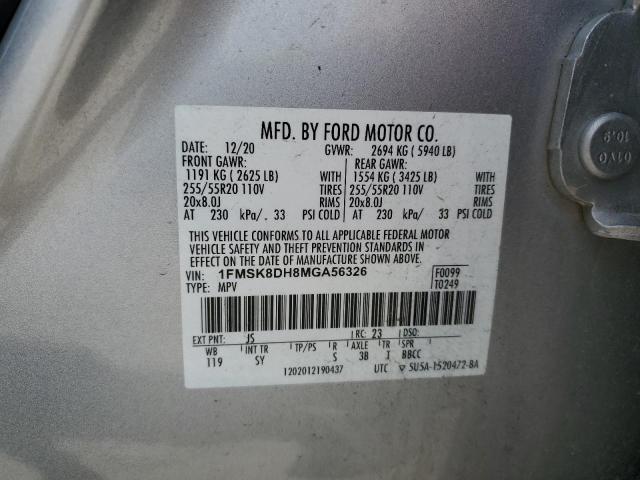 MFD. BY FORD MOTOR CO.
DATE: 12/20 GVWR: 2694 KG ( 5940 LB)
FRONT GAWR: REAR GAWR:
1191 KG ( 2625 LB) WITH 1554 KG ( 3425 LB) WITH
255/55R20 110V TIRES 255/55R20 110V TIRES
20x8.0J RIMS 20x8.0J RIMS
AT 230 kPa/ 33 PSI COLD AT 230 kPa/ 33 PSI COLD
THIS VEHICLE CONFORMS TO ALL APPLICABLE FEDERAL MOTOR
VEHICLE SAFETY AND THEFT PREVENTION STANDARDS IN
EFFECT ON THE DATE OF MANUFACTURE SHOWN ABOVE.
VIN: 1FMSK8DH8MGA56326 F0099
TYPE: MPV T0249
EXT PNT: JS RC: 23 DSO:
WB INT TR TP/PS R AXLE TR SPR
119 SY S 3B I BBCC
1202012190437 UTC ▽ 5U5A-1520472-BA
01Y0
10.9